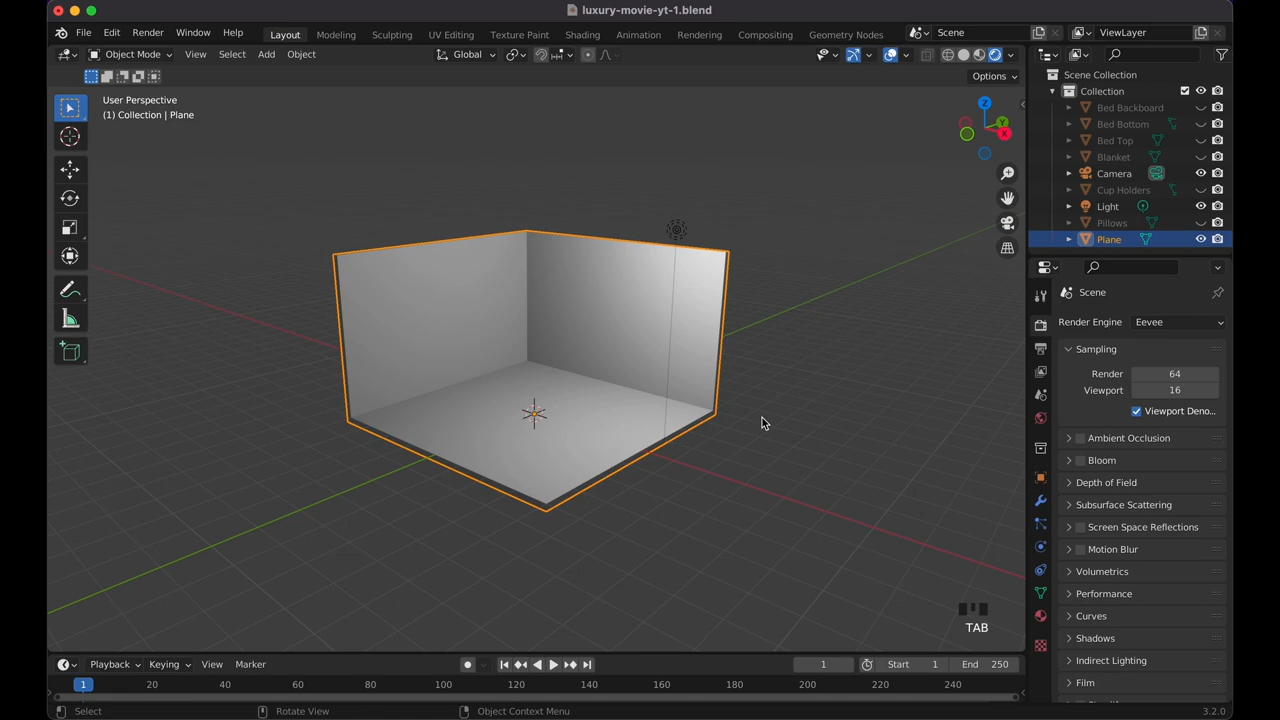 luxury-movie-yt-1.blend
File Edit Render Window Help Layout Modeling Sculpting UV Editing Texture Paint Shading Animation Rendering Compositing Geometry Nodes Scene ViewLayer
Object Mode View Select Add Object Global
Options
User Perspective
(1) Collection | Plane
Z
Y
X
Scene Collection
Collection
Bed Backboard
Bed Bottom
Bed Top
Blanket
Camera
Cup Holders
Light
Pillows
Plane
Scene
Render Engine Eevee
Sampling
Render 64
Viewport 16
Viewport Deno...
Ambient Occlusion
Bloom
Depth of Field
Subsurface Scattering
Screen Space Reflections
Motion Blur
Volumetrics
Performance
Curves
Shadows
Indirect Lighting
Film
TAB
Playback Keying View Marker 1 Start 1 End 250
1 20 40 60 80 100 120 140 160 180 200 220 240
Select Rotate View Object Context Menu 3.2.0